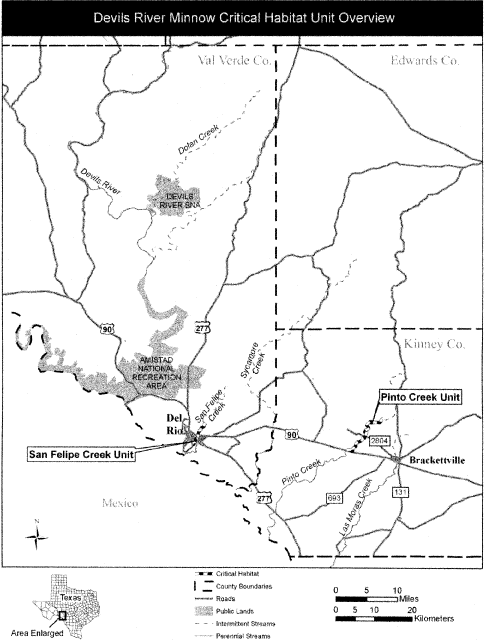 Devils River Minnow Critical Habitat Unit Overview
Val Verde Co.
Edwards Co.
Dolan Creek
Devils River
DEVILS
RIVER SNA
90
277
Kinney Co.
AMISTAD
NATIONAL
RECREATION
AREA
Sycamore
Creek
San Felipe
Creek
Pinto Creek Unit
Del
Rio
90
2804
San Felipe Creek Unit
Brackettville
Pinto Creek
Mexico
277
693
131
Las Moras Creek
N
Texas
Area Enlarged
Critical Habitat
County Boundaries
Roads
Public Lands
Intermittent Streams
Perennial Streams
0 5 10
Miles
0 5 10 20
Kilometers